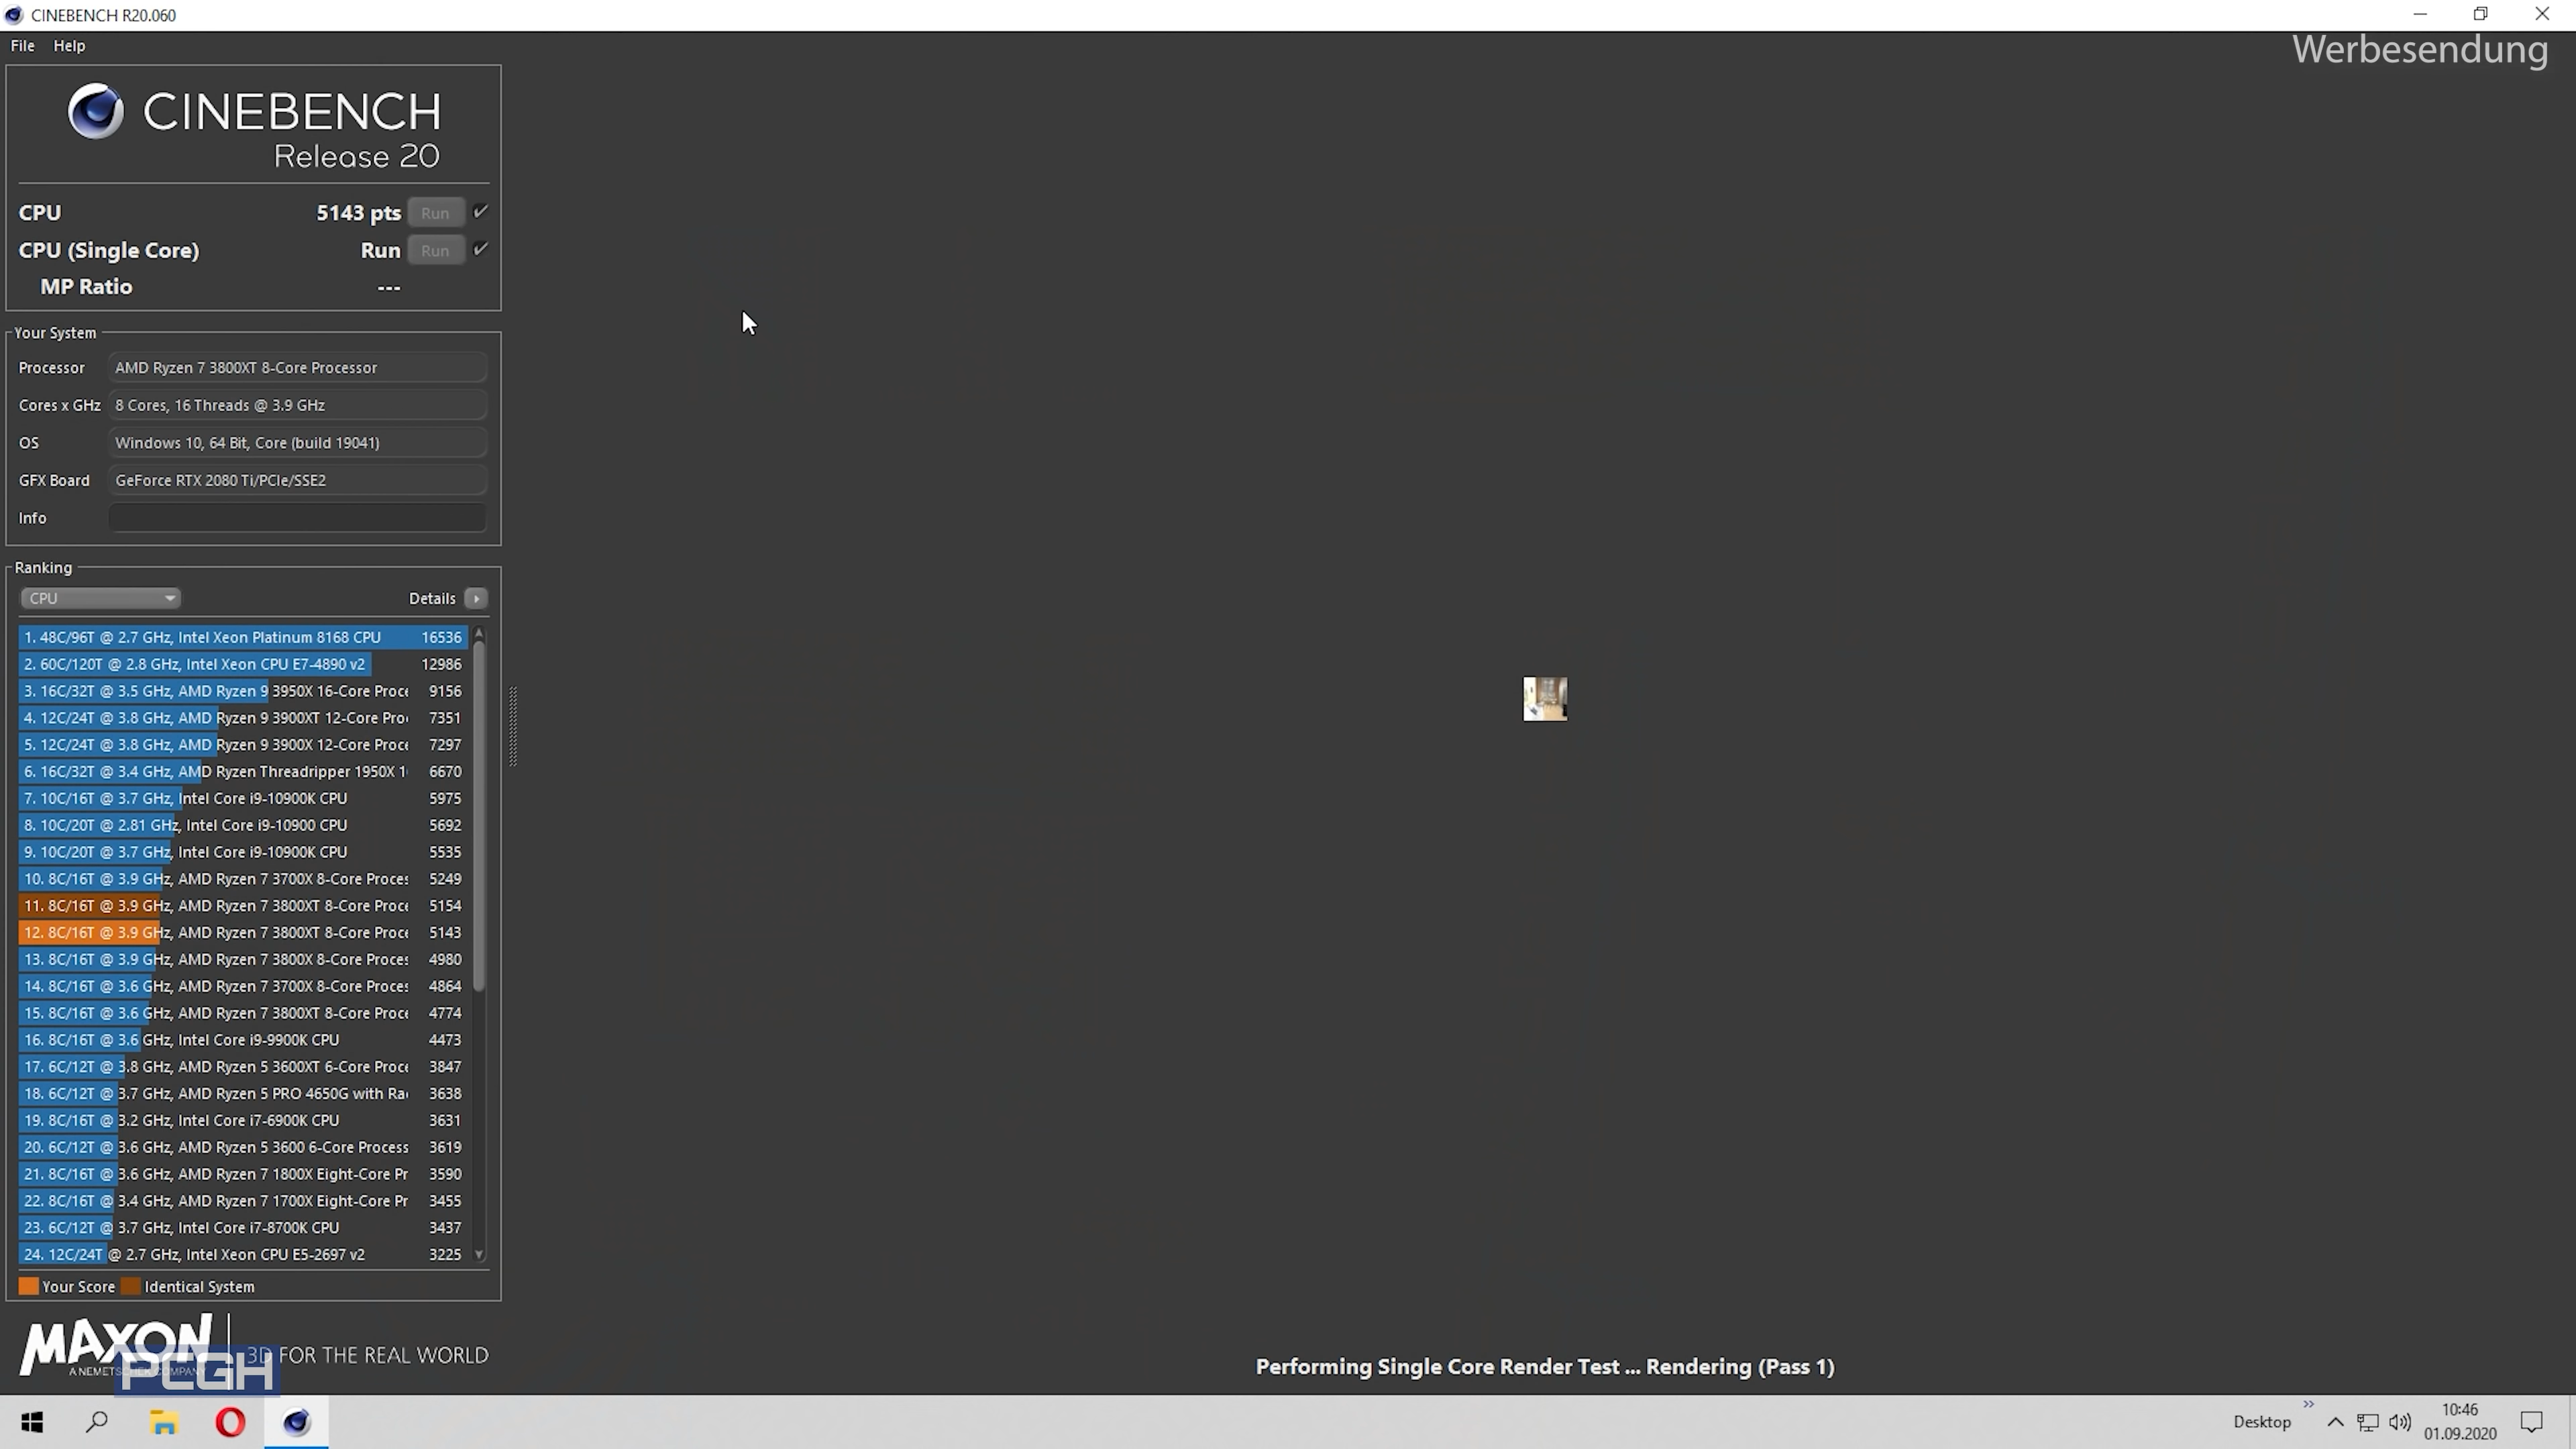 CINEBENCH R20.060
File Help
Werbesendung
CINEBENCH
Release 20
CPU 5143 pts Run
CPU (Single Core) Run Run
MP Ratio ---
Your System
Processor AMD Ryzen 7 3800XT 8-Core Processor
Cores x GHz 8 Cores, 16 Threads @ 3.9 GHz
OS Windows 10, 64 Bit, Core (build 19041)
GFX Board GeForce RTX 2080 Ti/PCIe/SSE2
Info
Ranking
CPU Details
1. 48C/96T @ 2.7 GHz, Intel Xeon Platinum 8168 CPU 16536
2. 60C/120T @ 2.8 GHz, Intel Xeon CPU E7-4890 v2 12986
3. 16C/32T @ 3.5 GHz, AMD Ryzen 9 3950X 16-Core Proce 9156
4. 12C/24T @ 3.8 GHz, AMD Ryzen 9 3900XT 12-Core Pro 7351
5. 12C/24T @ 3.8 GHz, AMD Ryzen 9 3900X 12-Core Proce 7297
6. 16C/32T @ 3.4 GHz, AMD Ryzen Threadripper 1950X 1 6670
7. 10C/16T @ 3.7 GHz, Intel Core i9-10900K CPU 5975
8. 10C/20T @ 2.81 GHz, Intel Core i9-10900 CPU 5692
9. 10C/20T @ 3.7 GHz, Intel Core i9-10900K CPU 5535
10. 8C/16T @ 3.9 GHz, AMD Ryzen 7 3700X 8-Core Proces 5249
11. 8C/16T @ 3.9 GHz, AMD Ryzen 7 3800XT 8-Core Proce 5154
12. 8C/16T @ 3.9 GHz, AMD Ryzen 7 3800XT 8-Core Proce 5143
13. 8C/16T @ 3.9 GHz, AMD Ryzen 7 3800X 8-Core Proces 4980
14. 8C/16T @ 3.6 GHz, AMD Ryzen 7 3700X 8-Core Proces 4864
15. 8C/16T @ 3.6 GHz, AMD Ryzen 7 3800XT 8-Core Proce 4774
16. 8C/16T @ 3.6 GHz, Intel Core i9-9900K CPU 4473
17. 6C/12T @ 3.8 GHz, AMD Ryzen 5 3600XT 6-Core Proce 3847
18. 6C/12T @ 3.7 GHz, AMD Ryzen 5 PRO 4650G with Ra 3638
19. 8C/16T @ 3.2 GHz, Intel Core i7-6900K CPU 3631
20. 6C/12T @ 3.6 GHz, AMD Ryzen 5 3600 6-Core Process 3619
21. 8C/16T @ 3.6 GHz, AMD Ryzen 7 1800X Eight-Core Pr 3590
22. 8C/16T @ 3.4 GHz, AMD Ryzen 7 1700X Eight-Core Pr 3455
23. 6C/12T @ 3.7 GHz, Intel Core i7-8700K CPU 3437
24. 12C/24T @ 2.7 GHz, Intel Xeon CPU E5-2697 v2 3225
Your Score Identical System
MAXON 3D FOR THE REAL WORLD
A NEMETSCHEK COMPANY
PCGH
Performing Single Core Render Test ... Rendering (Pass 1)
Desktop 10:46
01.09.2020